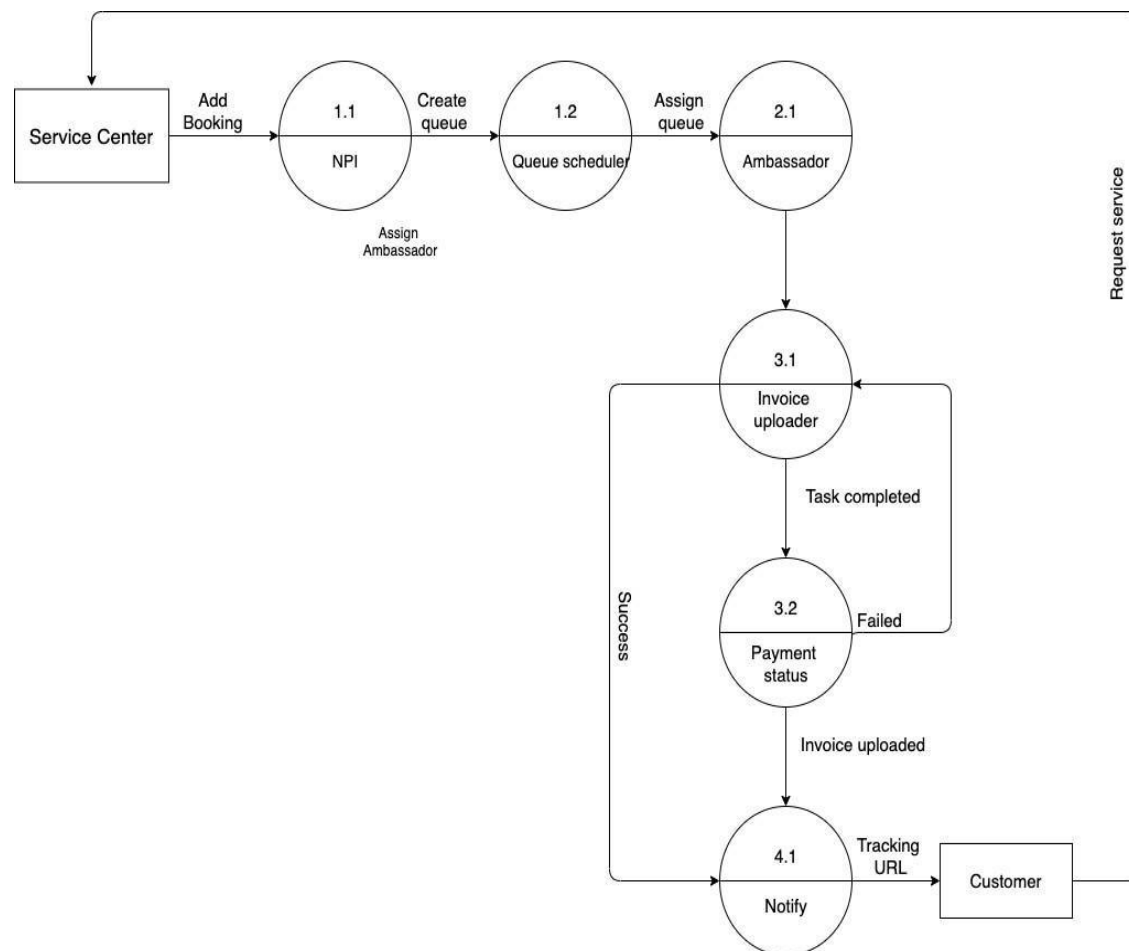 Service Center
Add
Booking
1.1
NPI
Create
queue
1.2
Queue scheduler
Assign
queue
2.1
Ambassador
Assign
Ambassador
Request service
3.1
Invoice
uploader
Task completed
Success
3.2
Failed
Payment
status
Invoice uploaded
4.1
Notify
Tracking
URL
Customer